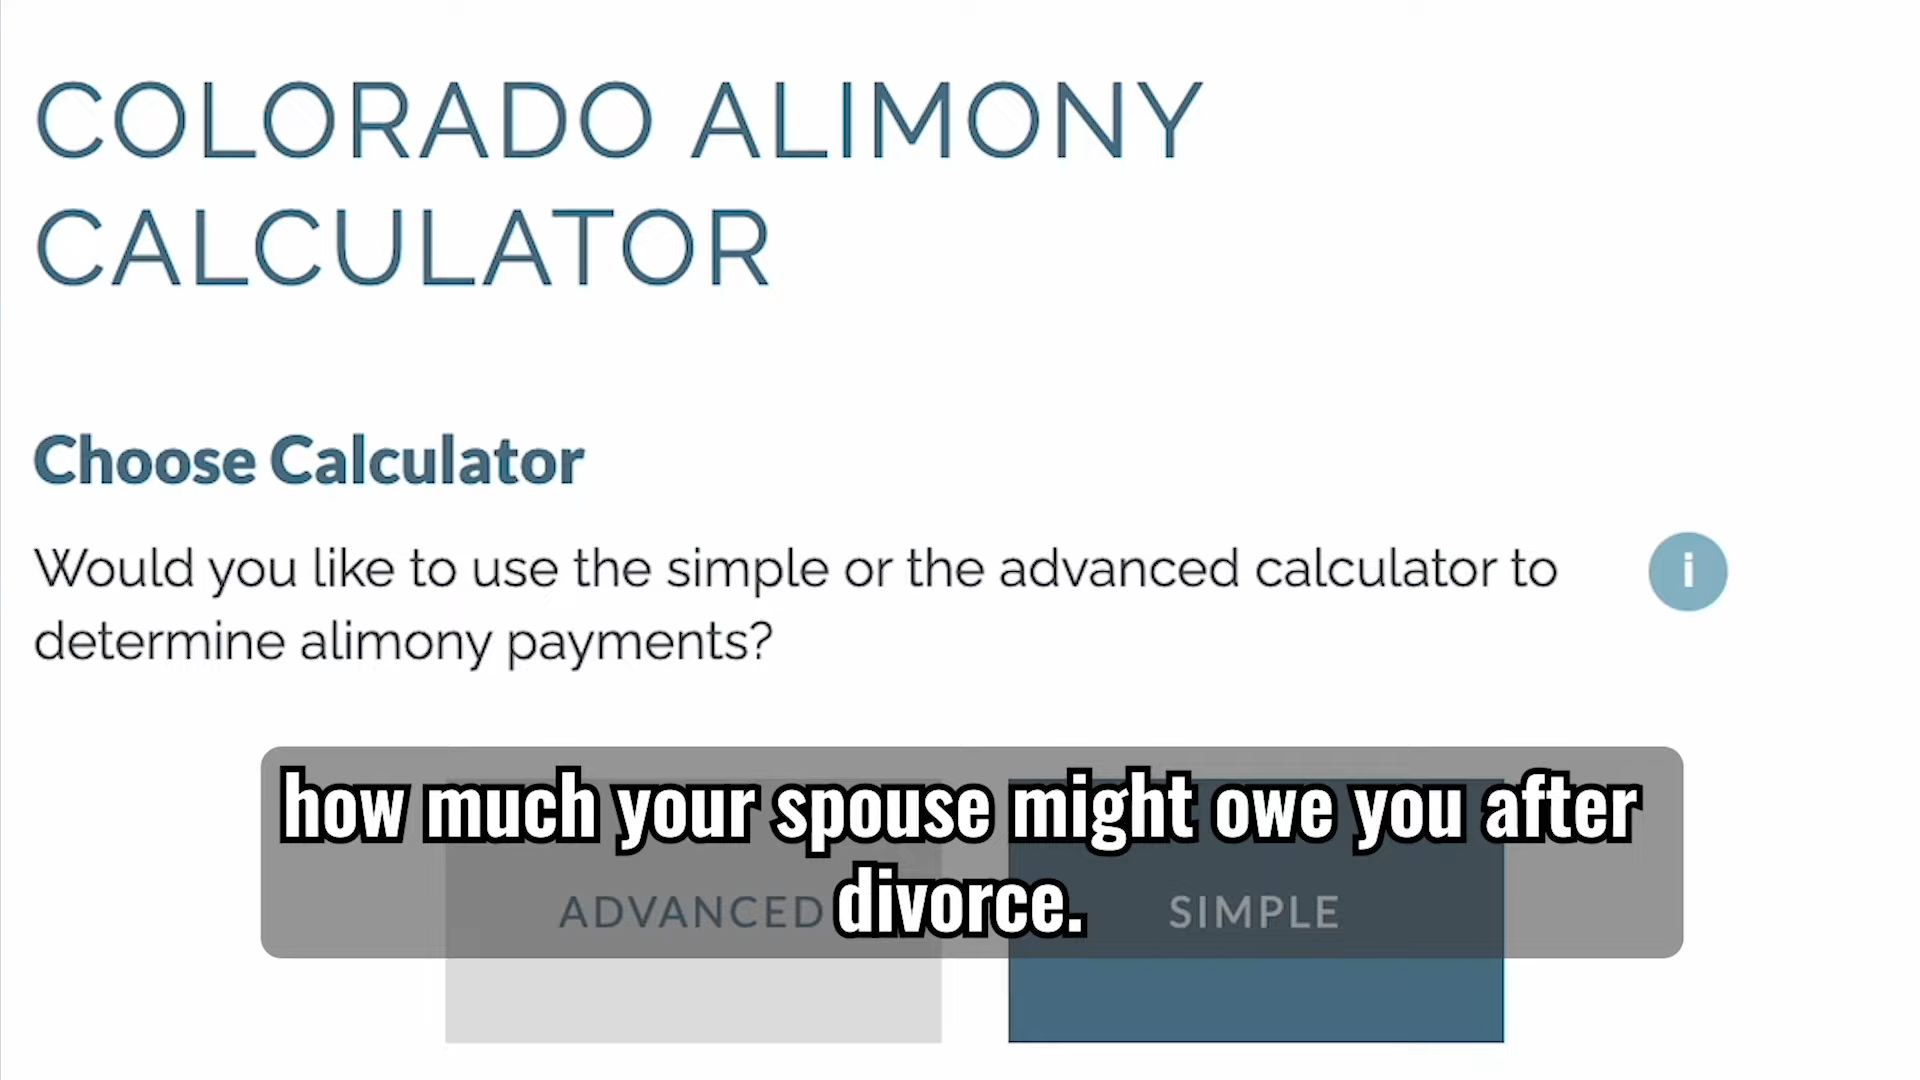 COLORADO ALIMONY
CALCULATOR
Choose Calculator
Would you like to use the simple or the advanced calculator to
determine alimony payments?
i
how much your spouse might owe you after
divorce.
ADVANCED
SIMPLE